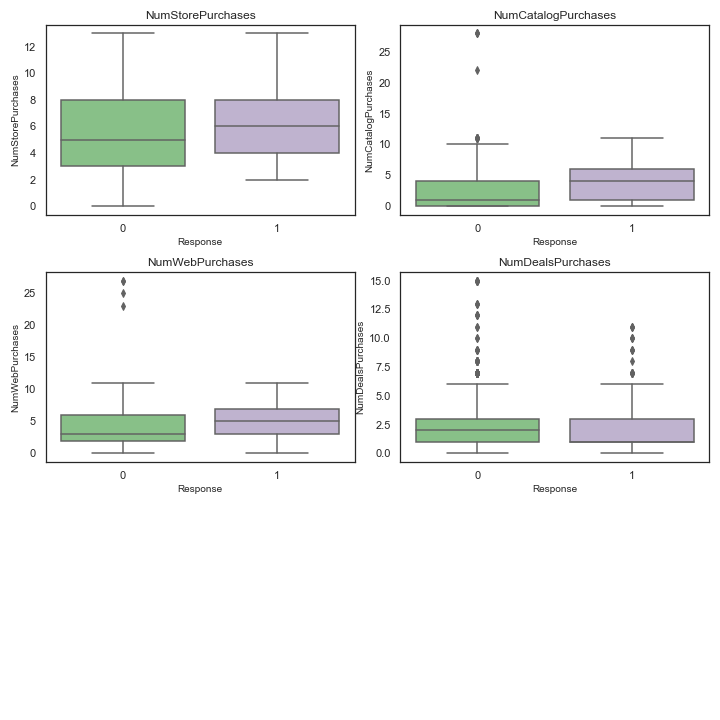 NumStorePurchases
NumStorePurchases
12
10
8
6
4
2
0
0 1
Response
NumCatalogPurchases
NumCatalogPurchases
25
20
15
10
5
0
0 1
Response
NumWebPurchases
NumWebPurchases
25
20
15
10
5
0
0 1
Response
NumDealsPurchases
NumDealsPurchases
15.0
12.5
10.0
7.5
5.0
2.5
0.0
0 1
Response